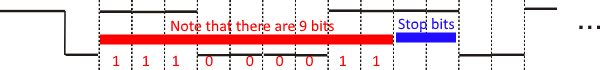 Note that there are 9 bits
Stop bits
1 1 1 0 0 0 0 1 1
...